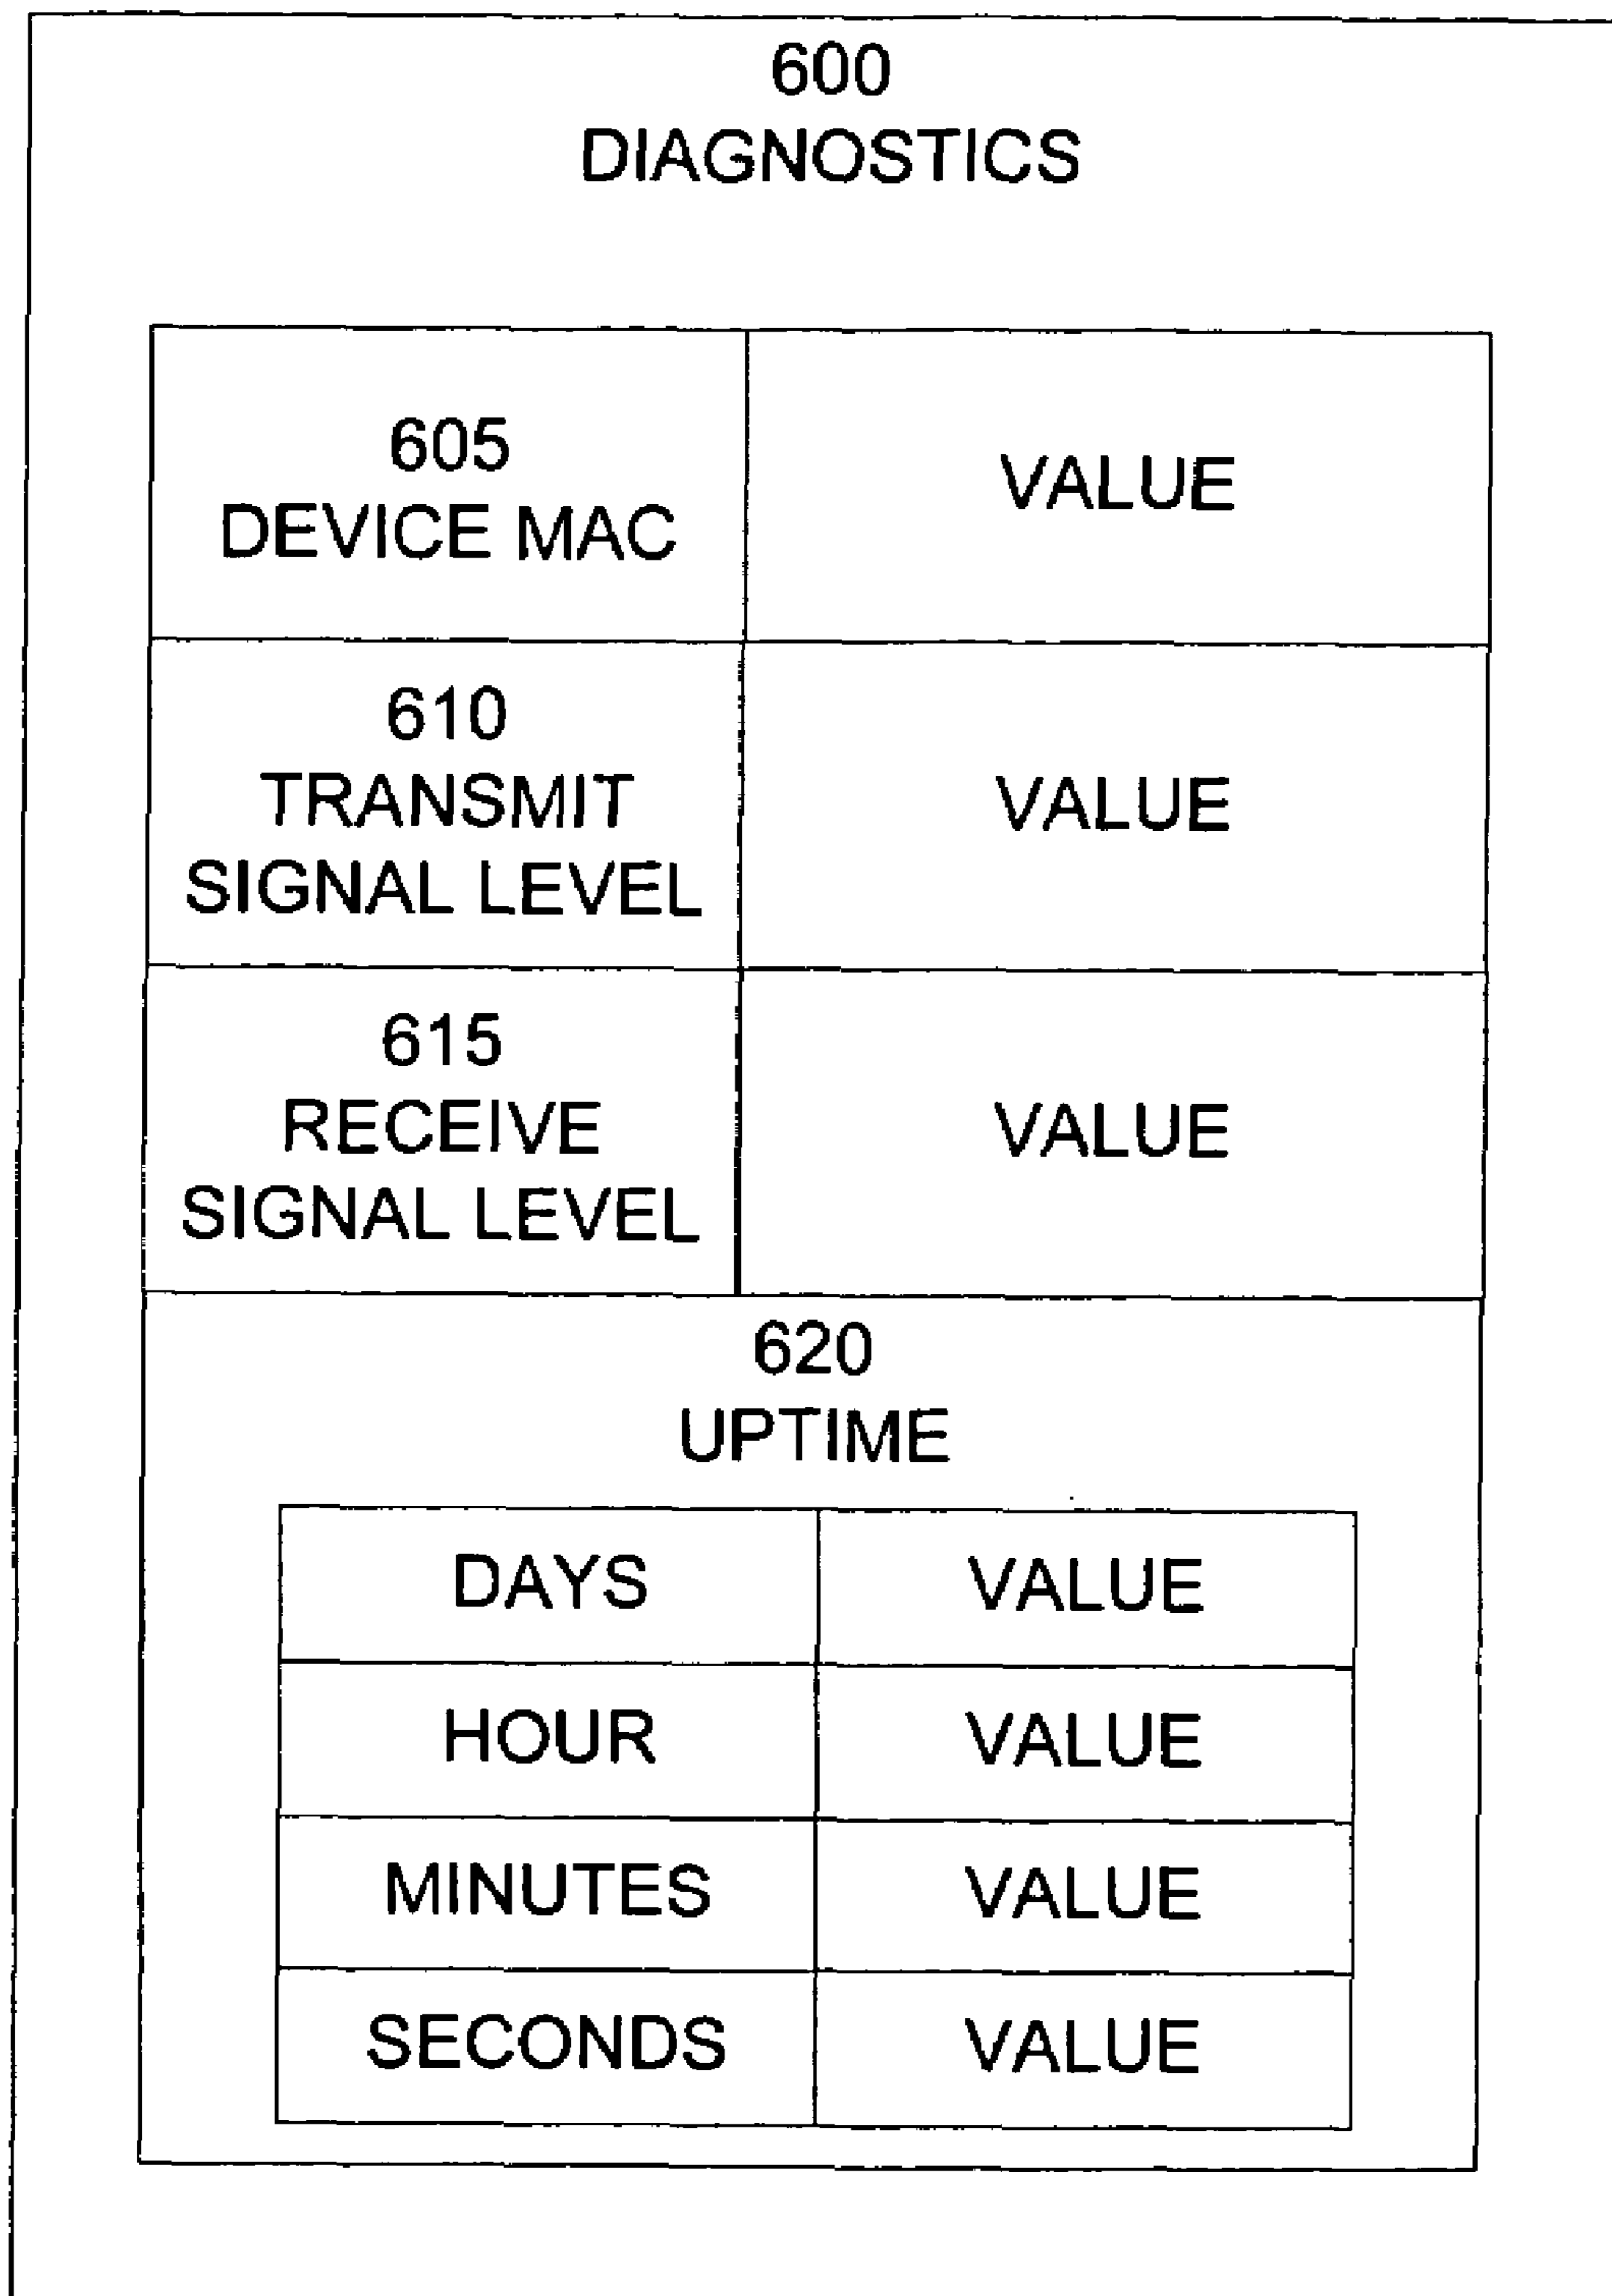 600
DIAGNOSTICS
605
DEVICE MAC
VALUE
610
TRANSMIT
SIGNAL LEVEL
VALUE
615
RECEIVE
SIGNAL LEVEL
VALUE
620
UPTIME
DAYS VALUE
HOUR VALUE
MINUTES VALUE
SECONDS VALUE